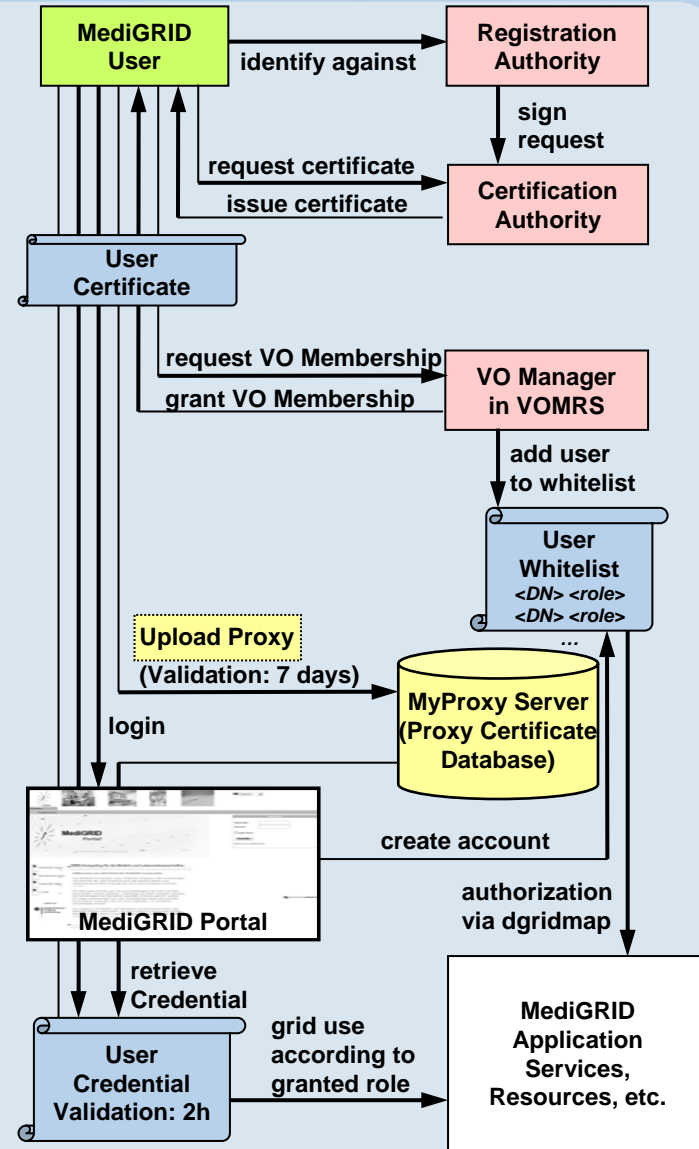 MediGRID
User
identify against
Registration
Authority
sign
request
request certificate
issue certificate
Certification
Authority
User
Certificate
request VO Membership
grant VO Membership
VO Manager
in VOMRS
add user
to whitelist
User
Whitelist
<DN> <role>
<DN> <role>
...
Upload Proxy
(Validation: 7 days)
MyProxy Server
(Proxy Certificate
Database)
login
MediGRID
Portal
create account
MediGRID Portal
authorization
via dgridmap
retrieve
Credential
User
Credential
Validation: 2h
grid use
according to
granted role
MediGRID
Application
Services,
Resources, etc.